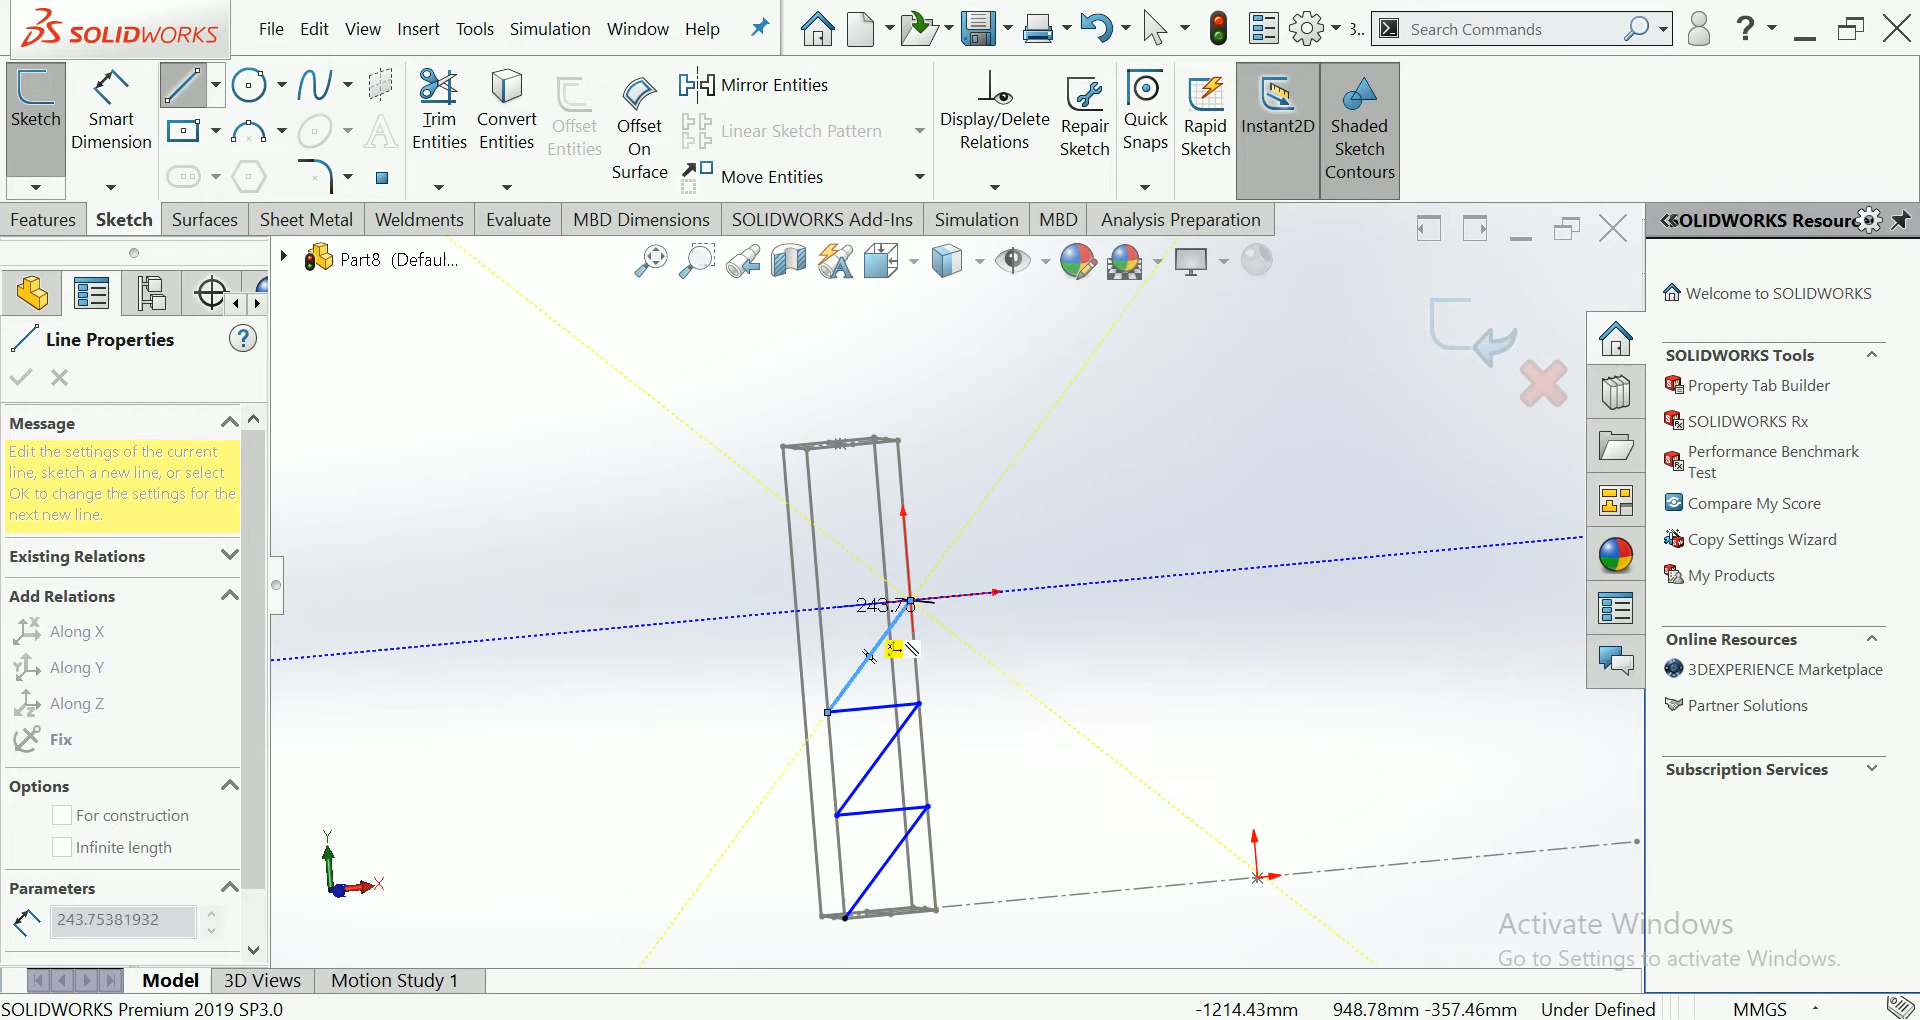 SOLIDWORKS
File Edit View Insert Tools Simulation Window Help
3..
Search Commands
?
Sketch
Smart Dimension
Trim Entities
Convert Entities
Offset Entities
Offset On Surface
Mirror Entities
Linear Sketch Pattern
Move Entities
Display/Delete Relations
Repair Sketch
Quick Snaps
Rapid Sketch
Instant2D
Shaded Sketch Contours
Features Sketch Surfaces Sheet Metal Weldments Evaluate MBD Dimensions SOLIDWORKS Add-Ins Simulation MBD Analysis Preparation
Part8 (Defaul...
Line Properties
?
Message
Edit the settings of the current
line, sketch a new line, or select
OK to change the settings for the
next new line.
Existing Relations
Add Relations
Along X
Along Y
Along Z
Fix
Options
For construction
Infinite length
Parameters
243.75381932
243.75
Y
X
SOLIDWORKS Resour
Welcome to SOLIDWORKS
SOLIDWORKS Tools
Property Tab Builder
SOLIDWORKS Rx
Performance Benchmark
Test
Compare My Score
Copy Settings Wizard
My Products
Online Resources
3DEXPERIENCE Marketplace
Partner Solutions
Subscription Services
Activate Windows
Go to Settings to activate Windows.
Model 3D Views Motion Study 1
SOLIDWORKS Premium 2019 SP3.0
-1214.43mm 948.78mm -357.46mm Under Defined MMGS